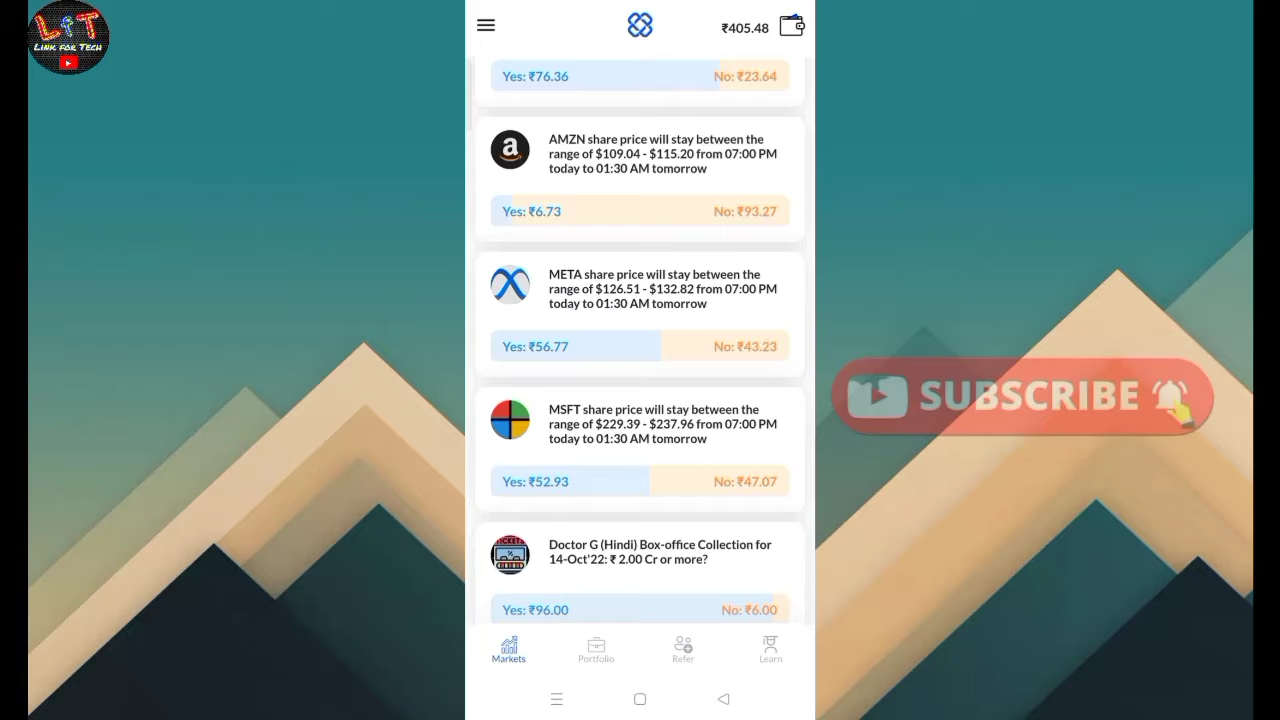 LFT
Link for Tech
₹405.48
Yes: ₹76.36 No: ₹23.64
AMZN share price will stay between the
range of $109.04 - $115.20 from 07:00 PM
today to 01:30 AM tomorrow
Yes: ₹6.73 No: ₹93.27
META share price will stay between the
range of $126.51 - $132.82 from 07:00 PM
today to 01:30 AM tomorrow
Yes: ₹56.77 No: ₹43.23
MSFT share price will stay between the
range of $229.39 - $237.96 from 07:00 PM
today to 01:30 AM tomorrow
Yes: ₹52.93 No: ₹47.07
SUBSCRIBE
TICKETS
Doctor G (Hindi) Box-office Collection for
14-Oct'22: ₹ 2.00 Cr or more?
Yes: ₹96.00 No: ₹6.00
Markets Portfolio Refer Learn